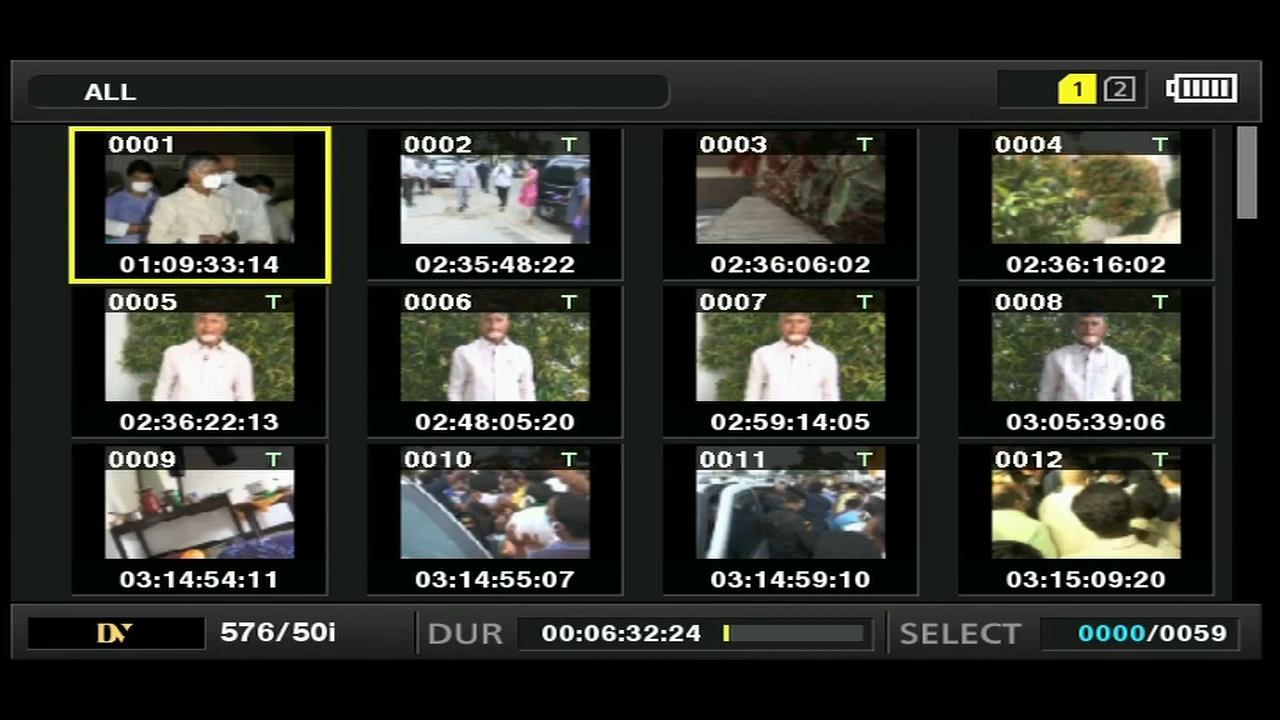 ALL
1 2
0001
0002 T
0003 T
0004 T
01:09:33:14
02:35:48:22
02:36:06:02
02:36:16:02
0005 T
0006 T
0007 T
0008 T
02:36:22:13
02:48:05:20
02:59:14:05
03:05:39:06
0009 T
0010 T
0011 T
0012 T
03:14:54:11
03:14:55:07
03:14:59:10
03:15:09:20
DV 576/50i DUR 00:06:32:24 SELECT 0000/0059